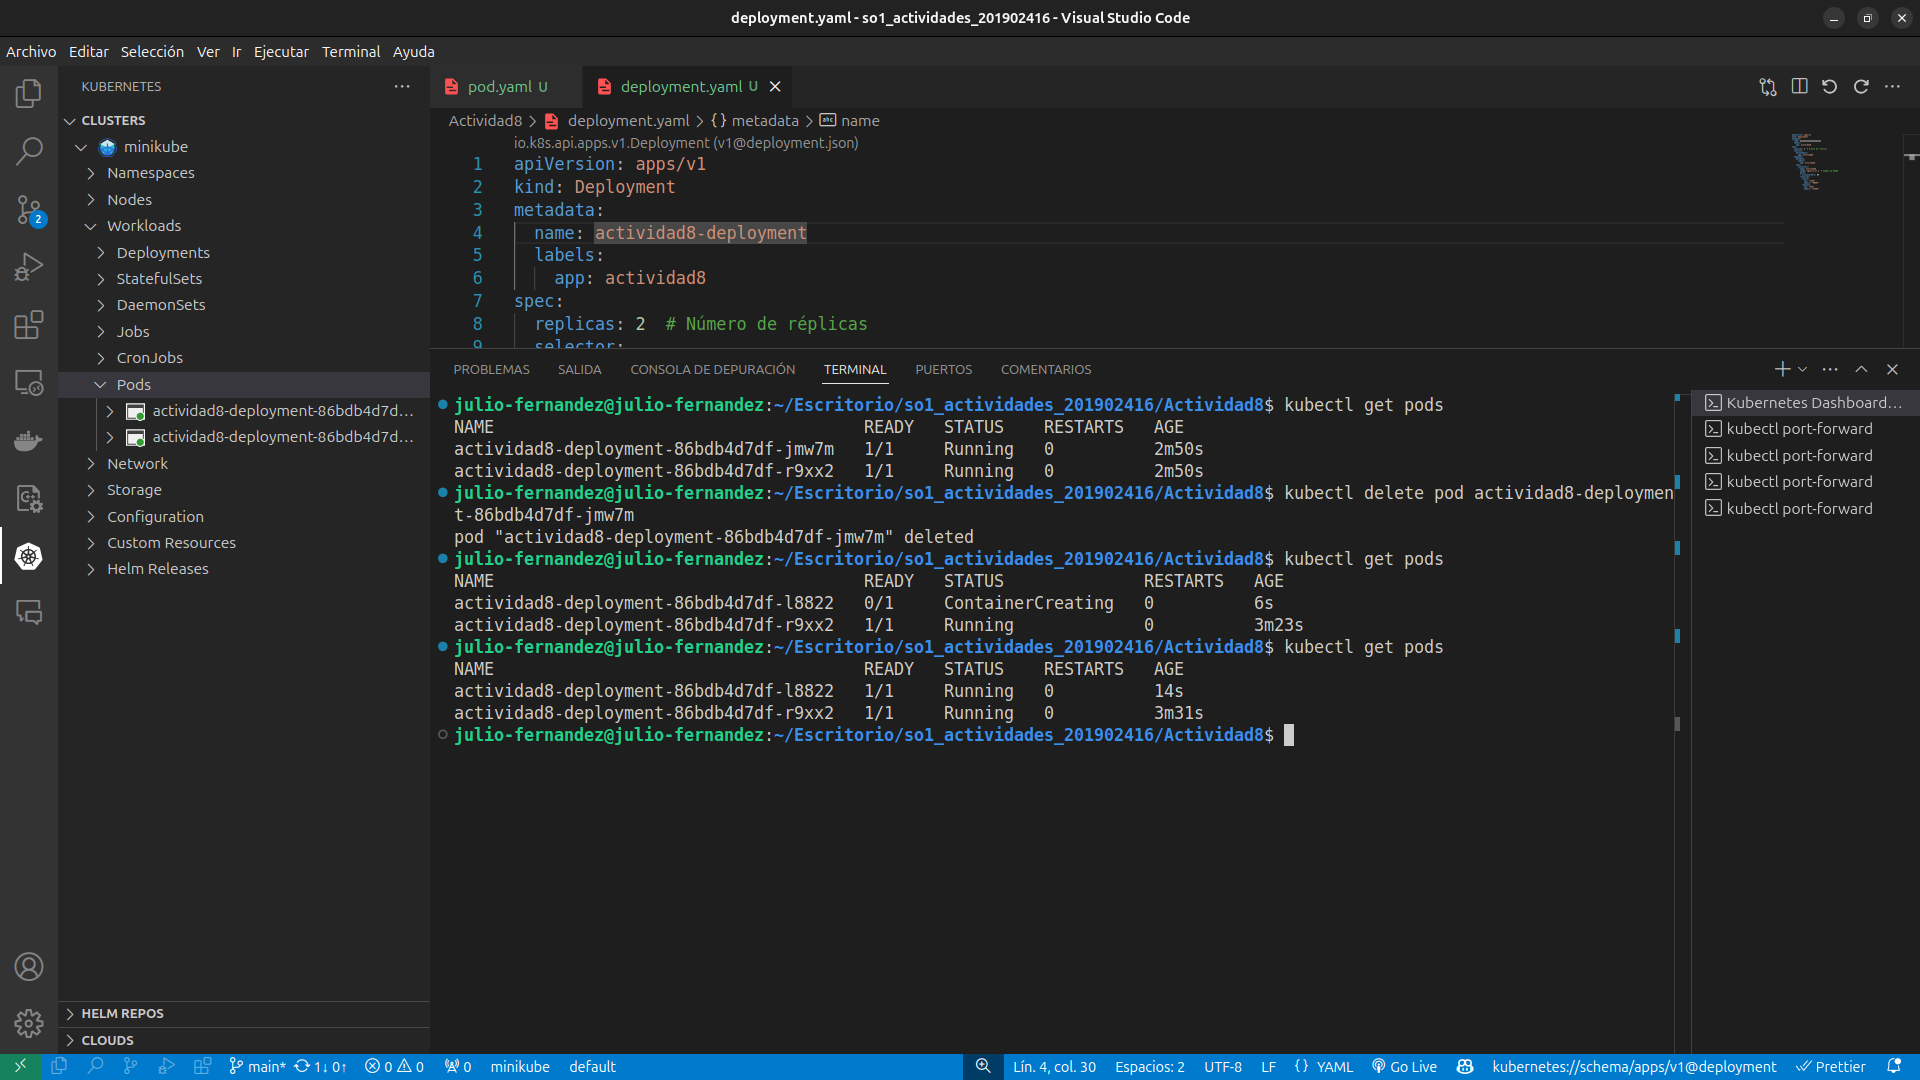 deployment.yaml - so1_actividades_201902416 - Visual Studio Code
Archivo Editar Selección Ver Ir Ejecutar Terminal Ayuda
KUBERNETES
CLUSTERS
minikube
Namespaces
Nodes
Workloads
Deployments
StatefulSets
DaemonSets
Jobs
CronJobs
Pods
actividad8-deployment-86bdb4d7d...
actividad8-deployment-86bdb4d7d...
Network
Storage
Configuration
Custom Resources
Helm Releases
HELM REPOS
CLOUDS
2
pod.yaml U
deployment.yaml U
Actividad8 > deployment.yaml > {} metadata > abc name
io.k8s.api.apps.v1.Deployment (v1@deployment.json)
1 apiVersion: apps/v1
2 kind: Deployment
3 metadata:
4 name: actividad8-deployment
5 labels:
6 app: actividad8
7 spec:
8 replicas: 2 # Número de réplicas
9 selector:
PROBLEMAS SALIDA CONSOLA DE DEPURACIÓN TERMINAL PUERTOS COMENTARIOS
julio-fernandez@julio-fernandez:~/Escritorio/so1_actividades_201902416/Actividad8$ kubectl get pods
NAME READY STATUS RESTARTS AGE
actividad8-deployment-86bdb4d7df-jmw7m 1/1 Running 0 2m50s
actividad8-deployment-86bdb4d7df-r9xx2 1/1 Running 0 2m50s
julio-fernandez@julio-fernandez:~/Escritorio/so1_actividades_201902416/Actividad8$ kubectl delete pod actividad8-deploymen
t-86bdb4d7df-jmw7m
pod "actividad8-deployment-86bdb4d7df-jmw7m" deleted
julio-fernandez@julio-fernandez:~/Escritorio/so1_actividades_201902416/Actividad8$ kubectl get pods
NAME READY STATUS RESTARTS AGE
actividad8-deployment-86bdb4d7df-l8822 0/1 ContainerCreating 0 6s
actividad8-deployment-86bdb4d7df-r9xx2 1/1 Running 0 3m23s
julio-fernandez@julio-fernandez:~/Escritorio/so1_actividades_201902416/Actividad8$ kubectl get pods
NAME READY STATUS RESTARTS AGE
actividad8-deployment-86bdb4d7df-l8822 1/1 Running 0 14s
actividad8-deployment-86bdb4d7df-r9xx2 1/1 Running 0 3m31s
julio-fernandez@julio-fernandez:~/Escritorio/so1_actividades_201902416/Actividad8$
Kubernetes Dashboard...
kubectl port-forward
kubectl port-forward
kubectl port-forward
kubectl port-forward
main* 1↓ 0↑ 0 0 0 minikube default Lín. 4, col. 30 Espacios: 2 UTF-8 LF {} YAML Go Live kubernetes://schema/apps/v1@deployment Prettier